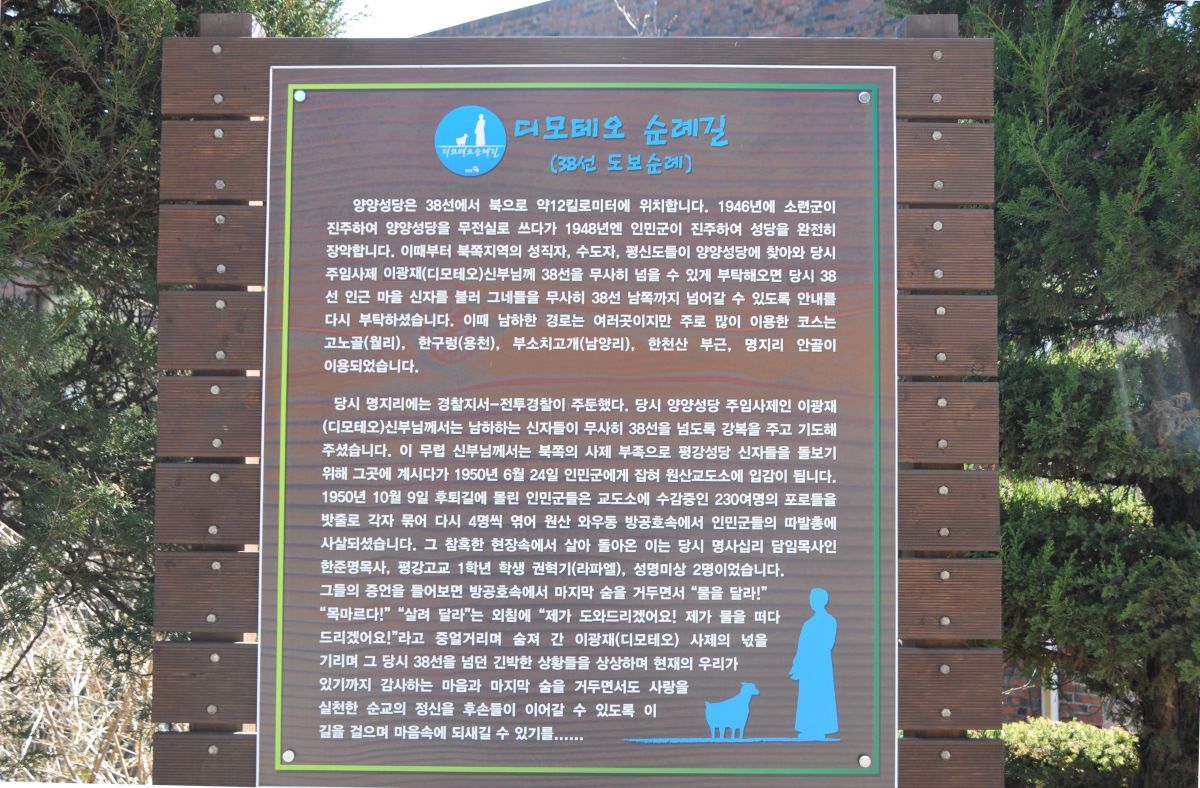 디모테오순례길
디모테오 순례길
(38선 도보순례)
양양성당은 38선에서 북으로 약12킬로미터에 위치합니다. 1946년에 소련군이
진주하여 양양성당을 무전실로 쓰다가 1948년엔 인민군이 진주하여 성당을 완전히
장악합니다. 이때부터 북쪽지역의 성직자, 수도자, 평신도들이 양양성당에 찾아와 당시
주임사제 이광재(디모테오)신부님께 38선을 무사히 넘을 수 있게 부탁해오면 당시 38
선 인근 마을 신자를 불러 그네들을 무사히 38선 남쪽까지 넘어갈 수 있도록 안내를
다시 부탁하셨습니다. 이때 남하한 경로는 여러곳이지만 주로 많이 이용한 코스는
고노골(월리), 한구렁(용천), 부소치고개(남양리), 한천산 부근, 명지리 안골이
이용되었습니다.
당시 명지리에는 경찰지서-전투경찰이 주둔했다. 당시 양양성당 주임사제인 이광재
(디모테오)신부님께서는 남하하는 신자들이 무사히 38선을 넘도록 강복을 주고 기도해
주셨습니다. 이 무렵 신부님께서는 북쪽의 사제 부족으로 평강성당 신자들을 돌보기
위해 그곳에 계시다가 1950년 6월 24일 인민군에게 잡혀 원산교도소에 입감이 됩니다.
1950년 10월 9일 후퇴길에 몰린 인민군들은 교도소에 수감중인 230여명의 포로들을
밧줄로 각자 묶어 다시 4명씩 엮어 원산 와우동 방공호속에서 인민군들의 따발총에
사살되셨습니다. 그 참혹한 현장속에서 살아 돌아온 이는 당시 명사십리 담임목사인
한준명목사, 평강고교 1학년 학생 권혁기(라파엘), 성명미상 2명이었습니다.
그들의 증언을 들어보면 방공호속에서 마지막 숨을 거두면서 “물을 달라!”
“목마르다!” “살려 달라”는 외침에 “제가 도와드리겠어요! 제가 물을 떠다
드리겠어요!”라고 중얼거리며 숨져 간 이광재(디모테오) 사제의 넋을
기리며 그 당시 38선을 넘던 긴박한 상황들을 상상하며 현재의 우리가
있기까지 감사하는 마음과 마지막 숨을 거두면서도 사랑을
실천한 순교의 정신을 후손들이 이어갈 수 있도록 이
길을 걸으며 마음속에 되새길 수 있기를......